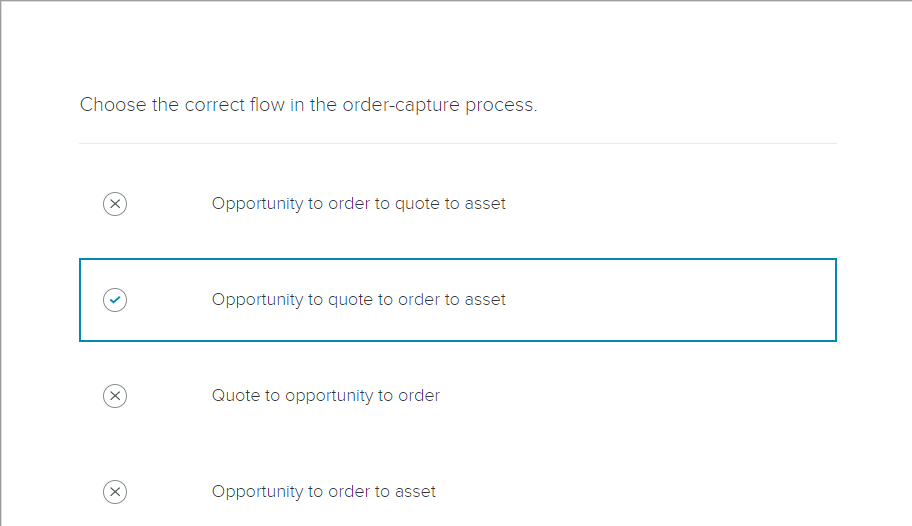 Choose the correct flow in the order-capture process.
Opportunity to order to quote to asset
Opportunity to quote to order to asset
Quote to opportunity to order
Opportunity to order to asset